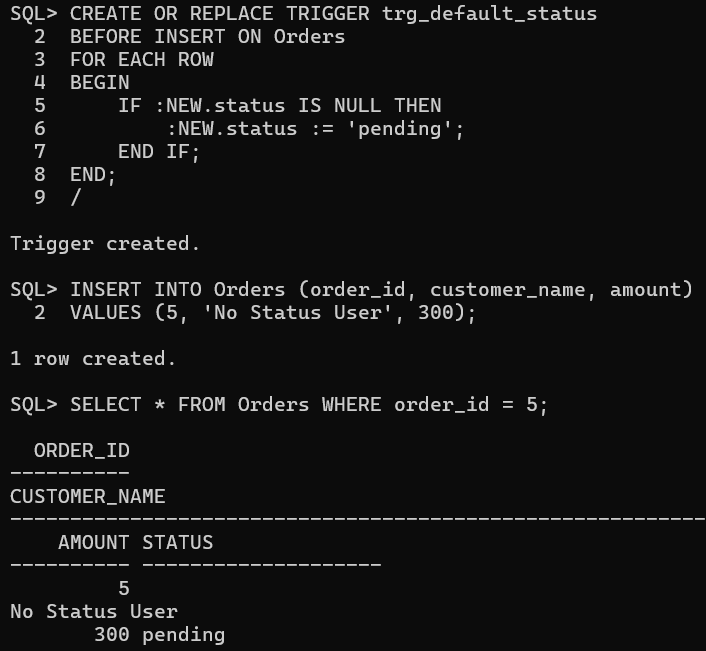 SQL> CREATE OR REPLACE TRIGGER trg_default_status
  2  BEFORE INSERT ON Orders
  3  FOR EACH ROW
  4  BEGIN
  5      IF :NEW.status IS NULL THEN
  6          :NEW.status := 'pending';
  7      END IF;
  8  END;
  9  /

Trigger created.

SQL> INSERT INTO Orders (order_id, customer_name, amount)
  2  VALUES (5, 'No Status User', 300);

1 row created.

SQL> SELECT * FROM Orders WHERE order_id = 5;

  ORDER_ID
----------
CUSTOMER_NAME
----------------------------------------------------------
    AMOUNT STATUS
---------- --------------------
         5
No Status User
       300 pending